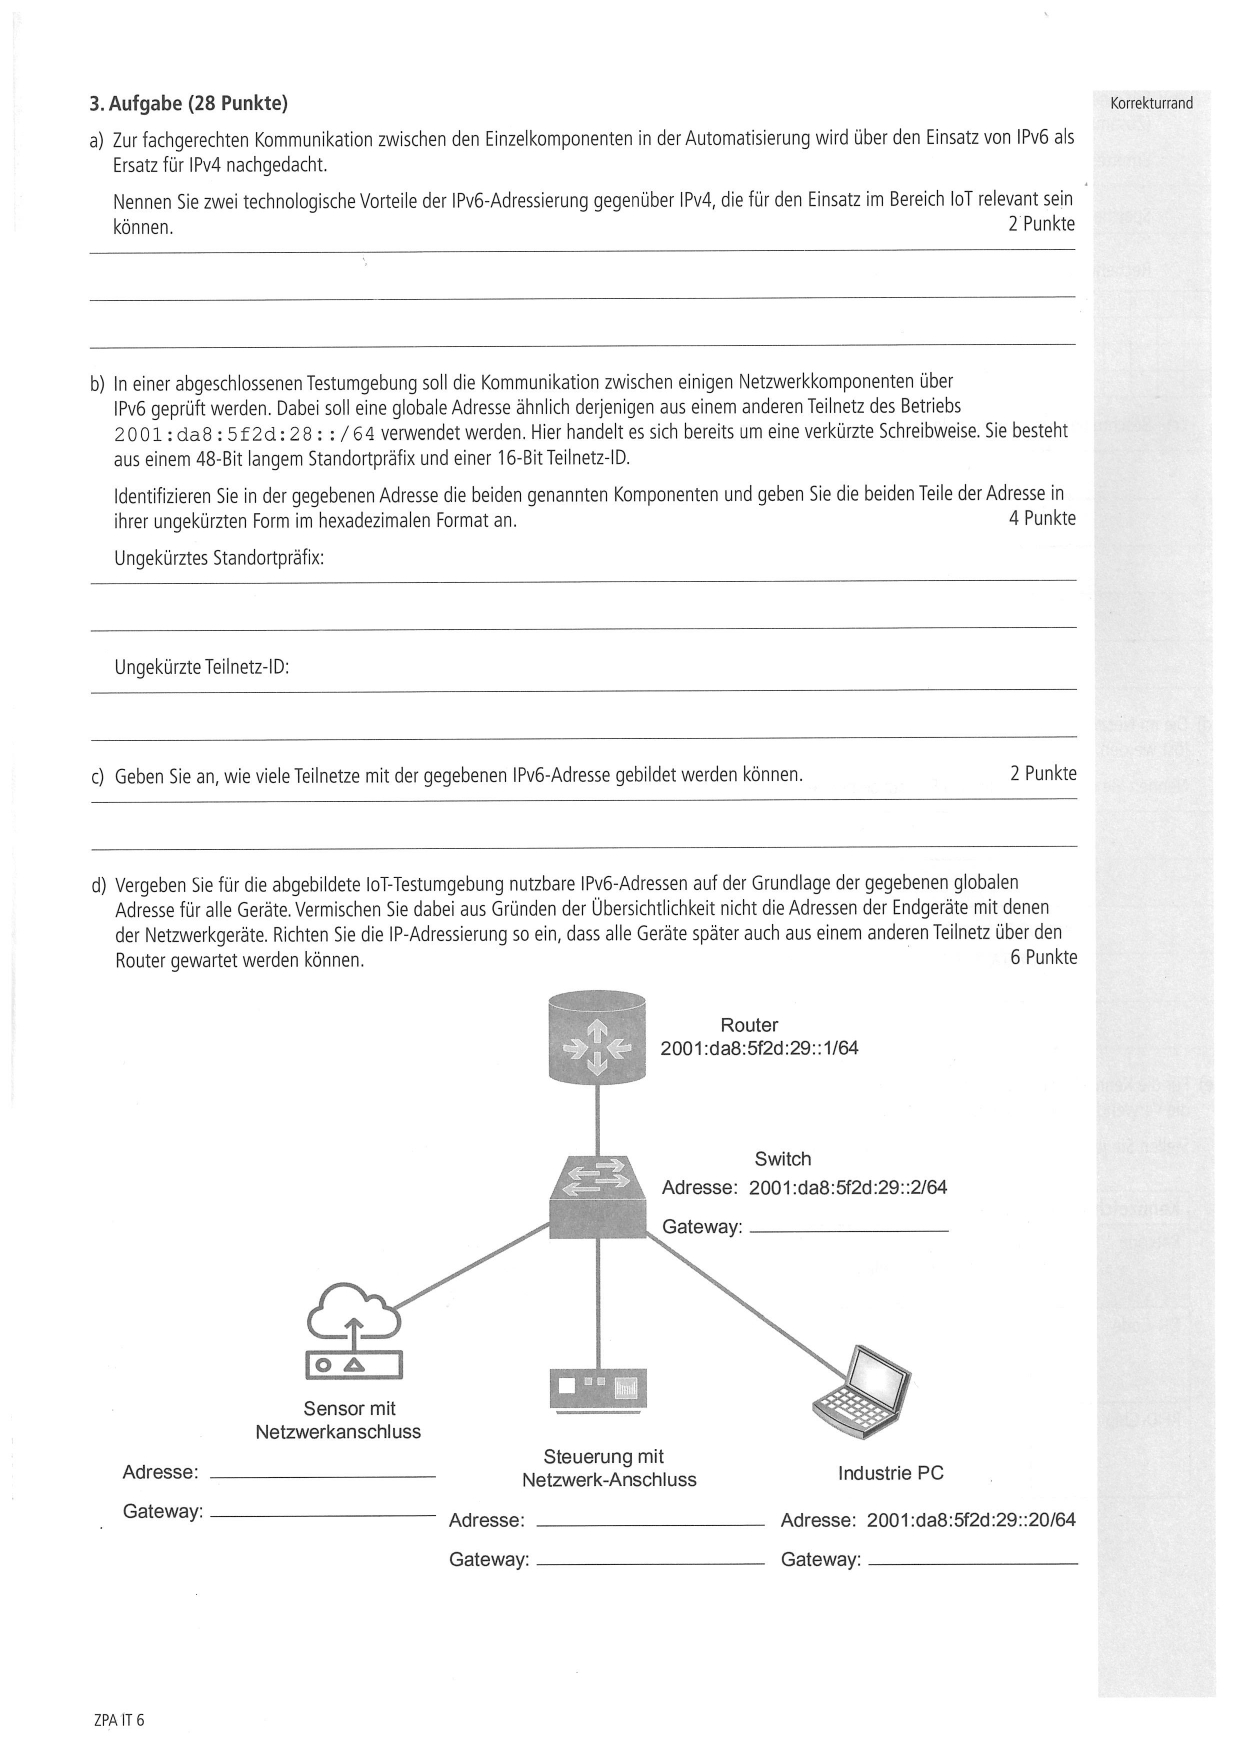 3. Aufgabe (28 Punkte)
Korrekturrand
a) Zur fachgerechten Kommunikation zwischen den Einzelkomponenten in der Automatisierung wird über den Einsatz von IPv6 als
Ersatz für IPv4 nachgedacht.
Nennen Sie zwei technologische Vorteile der IPv6-Adressierung gegenüber IPv4, die für den Einsatz im Bereich IoT relevant sein
können. 2 Punkte
b) In einer abgeschlossenen Testumgebung soll die Kommunikation zwischen einigen Netzwerkkomponenten über
IPv6 geprüft werden. Dabei soll eine globale Adresse ähnlich derjenigen aus einem anderen Teilnetz des Betriebs
2001:da8:5f2d:28::/64 verwendet werden. Hier handelt es sich bereits um eine verkürzte Schreibweise. Sie besteht
aus einem 48-Bit langem Standortpräfix und einer 16-Bit Teilnetz-ID.
Identifizieren Sie in der gegebenen Adresse die beiden genannten Komponenten und geben Sie die beiden Teile der Adresse in
ihrer ungekürzten Form im hexadezimalen Format an. 4 Punkte
Ungekürztes Standortpräfix:
Ungekürzte Teilnetz-ID:
c) Geben Sie an, wie viele Teilnetze mit der gegebenen IPv6-Adresse gebildet werden können. 2 Punkte
d) Vergeben Sie für die abgebildete IoT-Testumgebung nutzbare IPv6-Adressen auf der Grundlage der gegebenen globalen
Adresse für alle Geräte. Vermischen Sie dabei aus Gründen der Übersichtlichkeit nicht die Adressen der Endgeräte mit denen
der Netzwerkgeräte. Richten Sie die IP-Adressierung so ein, dass alle Geräte später auch aus einem anderen Teilnetz über den
Router gewartet werden können. 6 Punkte
Router
2001:da8:5f2d:29::1/64
Switch
Adresse: 2001:da8:5f2d:29::2/64
Gateway:
Sensor mit
Netzwerkanschluss
Adresse:
Gateway:
Steuerung mit
Netzwerk-Anschluss
Adresse:
Gateway:
Industrie PC
Adresse: 2001:da8:5f2d:29::20/64
Gateway:
ZPA IT 6